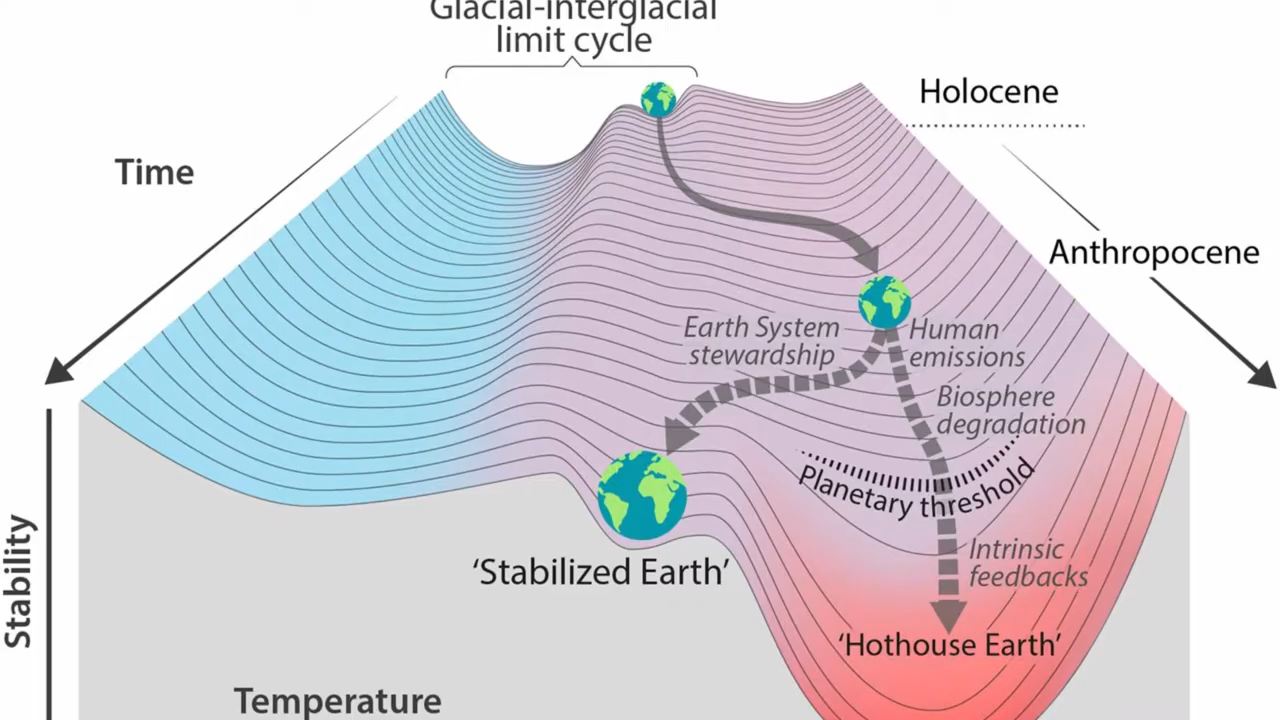 Glacial-interglacial
limit cycle
Holocene
Time
Anthropocene
Earth System
stewardship
Human
emissions
Biosphere
degradation
Planetary threshold
Stability
'Stabilized Earth'
Intrinsic
feedbacks
'Hothouse Earth'
Temperature